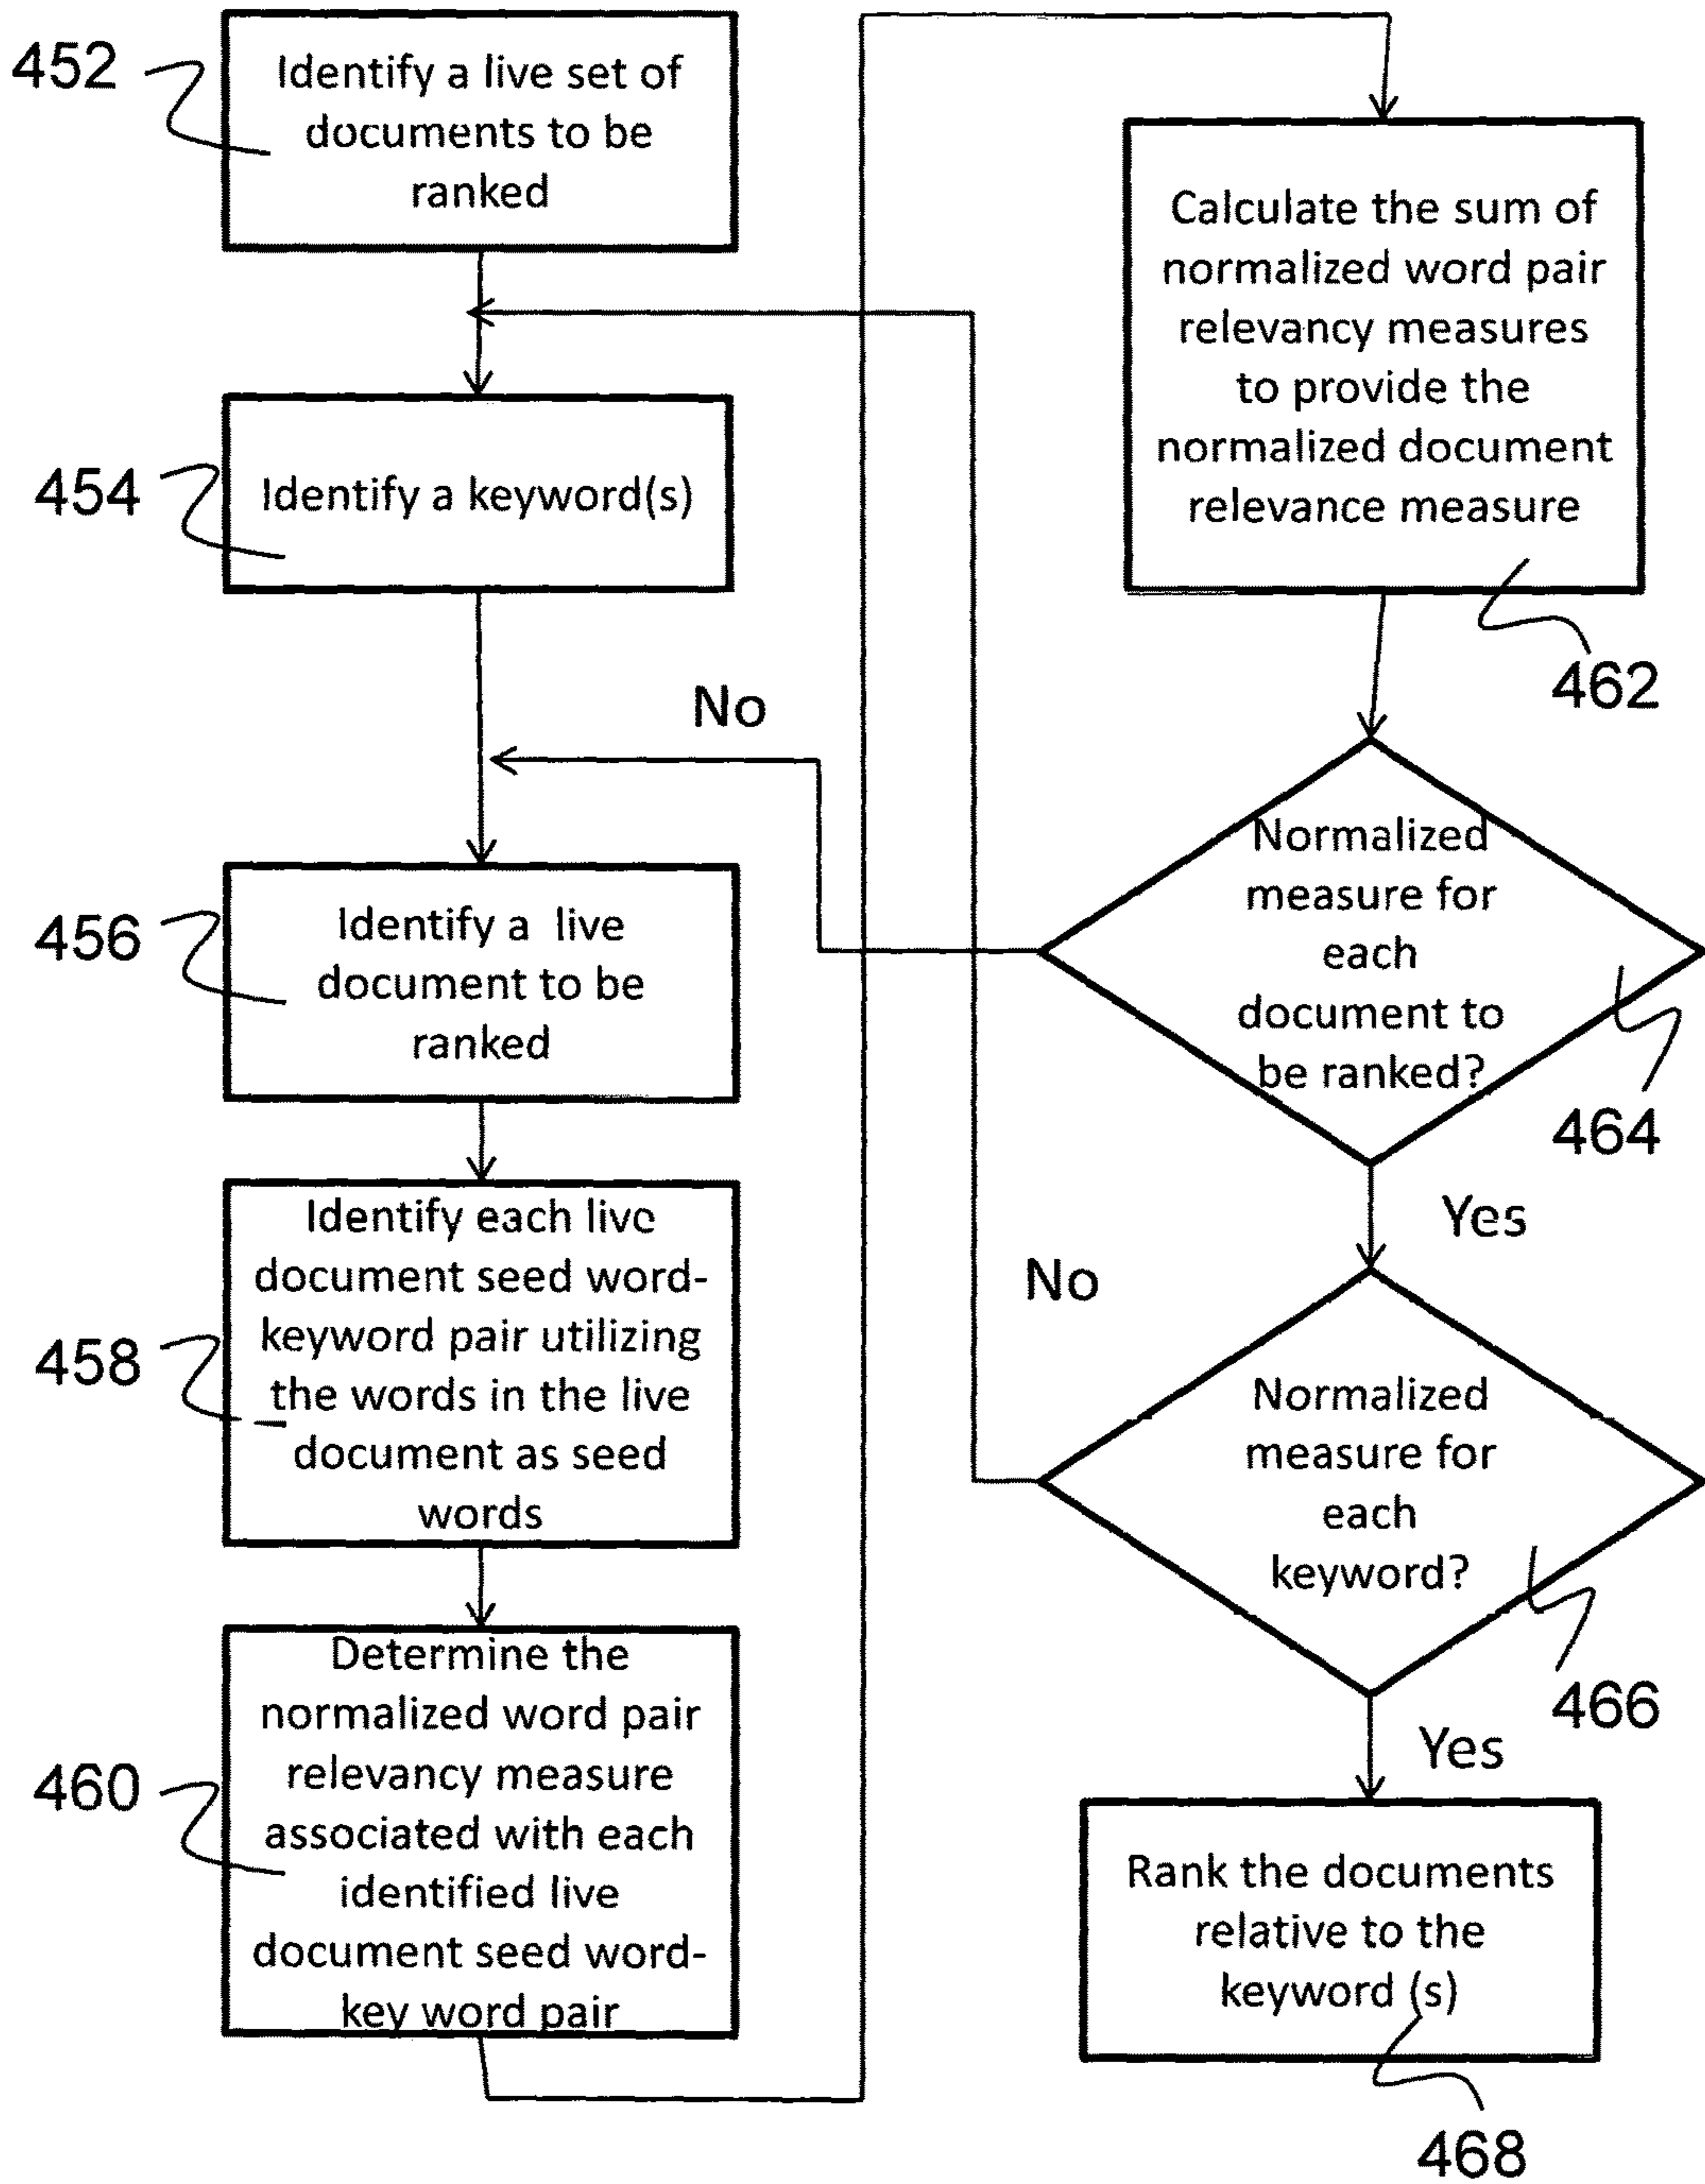 452
Identify a live set of
documents to be
ranked
454
Identify a keyword(s)
No
456
Identify a live
document to be
ranked
458
Identify each live
document seed word-
keyword pair utilizing
the words in the live
document as seed
words
460
Determine the
normalized word pair
relevancy measure
associated with each
identified live
document seed word-
key word pair
Calculate the sum of
normalized word pair
relevancy measures
to provide the
normalized document
relevance measure
462
Normalized
measure for
each
document to
be ranked?
464
Yes
No
Normalized
measure for
each
keyword?
466
Yes
Rank the documents
relative to the
keyword (s)
468